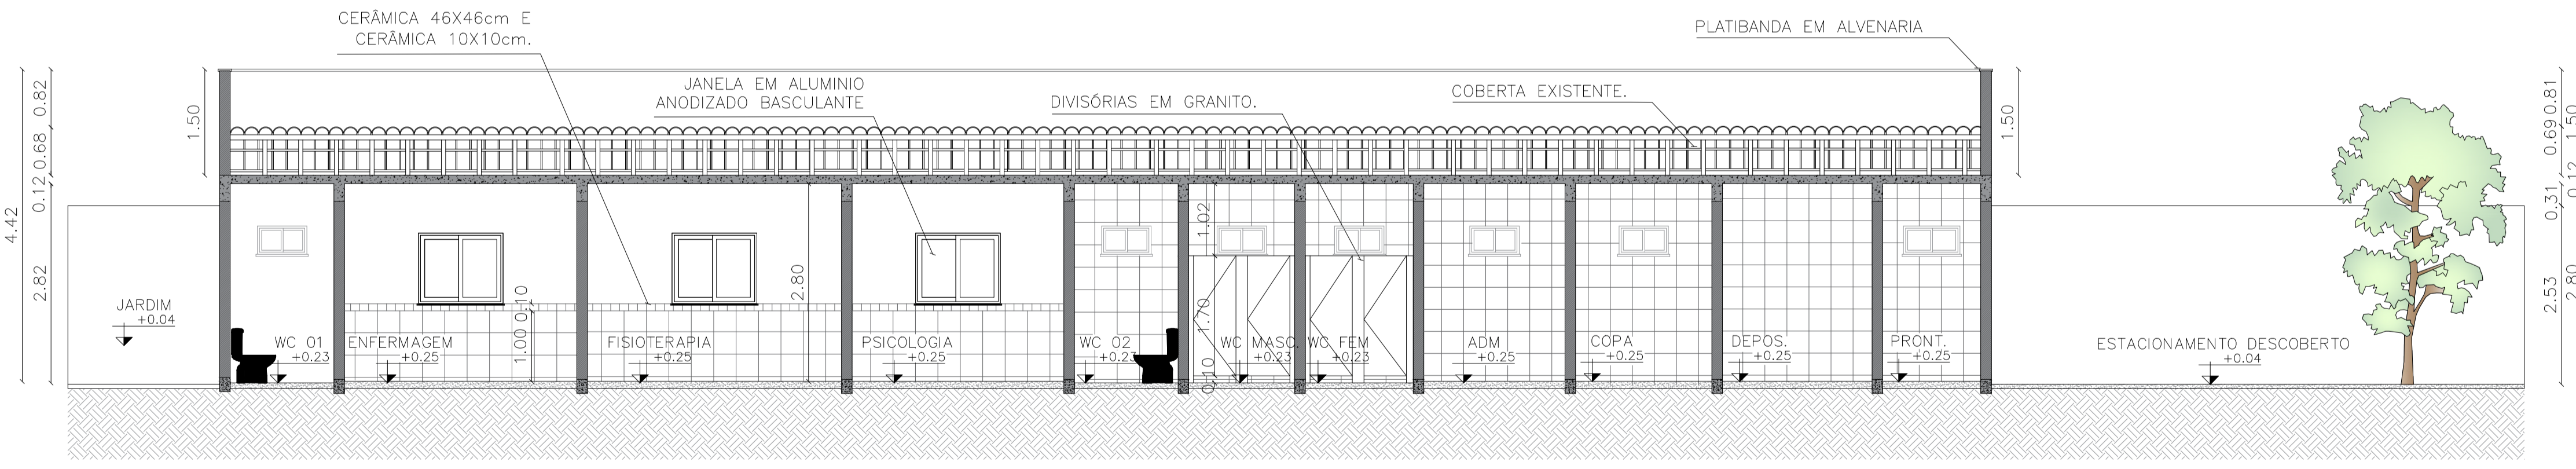 CERÂMICA 46X46cm E
CERÂMICA 10X10cm.
JANELA EM ALUMINIO
ANODIZADO BASCULANTE
DIVISÓRIAS EM GRANITO.
COBERTA EXISTENTE.
PLATIBANDA EM ALVENARIA
4.42
0.82
0.68
0.12
2.82
1.50
1.50
0.81
0.69
1.50
0.12
0.31
2.53
2.80
1.00
0.10
2.80
1.02
1.70
0.10
JARDIM
+0.04
WC 01
+0.23
ENFERMAGEM
+0.25
FISIOTERAPIA
+0.25
PSICOLOGIA
+0.25
WC 02
+0.23
WC MASC.
+0.23
WC FEM
+0.23
ADM
+0.25
COPA
+0.25
DEPOS.
+0.25
PRONT.
+0.25
ESTACIONAMENTO DESCOBERTO
+0.04